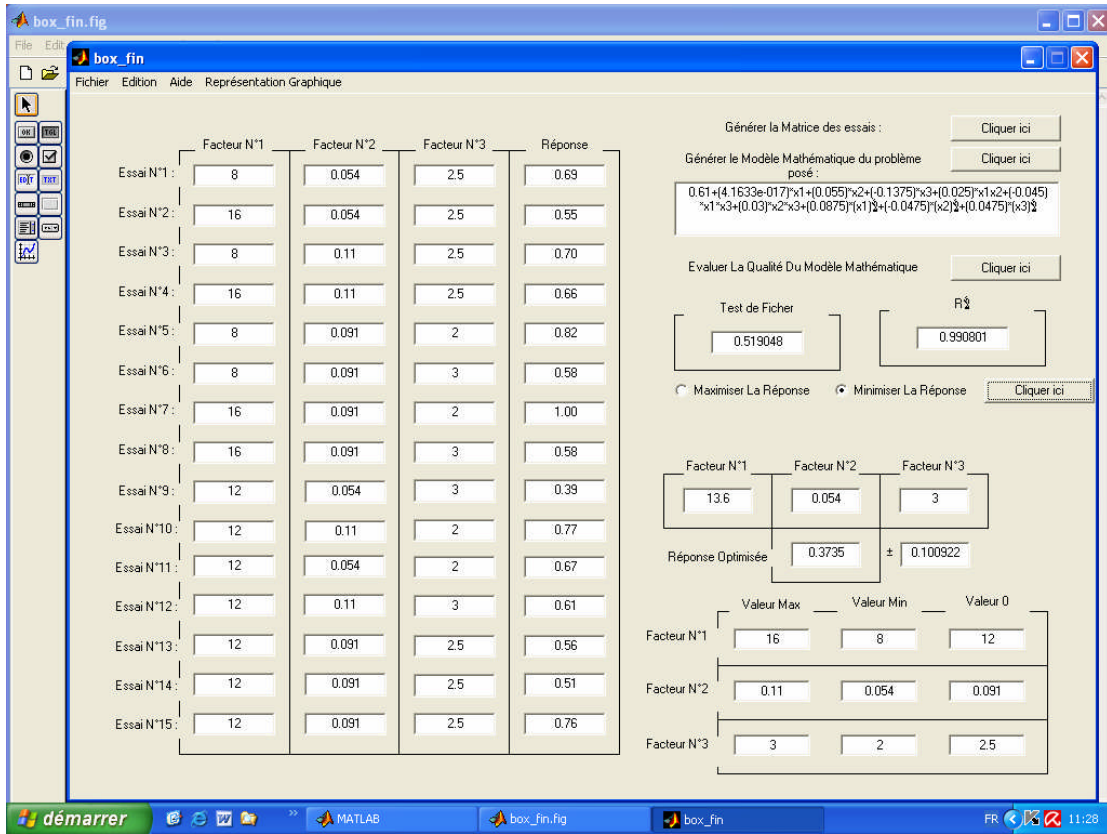 box_fin.fig
File Edit
box_fin
Fichier Edition Aide Représentation Graphique
Facteur N°1 Facteur N°2 Facteur N°3 Réponse
Essai N°1 : 8 0.054 2.5 0.69
Essai N°2 : 16 0.054 2.5 0.55
Essai N°3 : 8 0.11 2.5 0.70
Essai N°4 : 16 0.11 2.5 0.66
Essai N°5 : 8 0.091 2 0.82
Essai N°6 : 8 0.091 3 0.58
Essai N°7 : 16 0.091 2 1.00
Essai N°8 : 16 0.091 3 0.58
Essai N°9 : 12 0.054 3 0.39
Essai N°10 : 12 0.11 2 0.77
Essai N°11 : 12 0.054 2 0.67
Essai N°12 : 12 0.11 3 0.61
Essai N°13 : 12 0.091 2.5 0.56
Essai N°14 : 12 0.091 2.5 0.51
Essai N°15 : 12 0.091 2.5 0.76
Générer la Matrice des essais : Cliquer ici
Générer le Modèle Mathématique du problème posé : Cliquer ici
0.61+(4.1633e-017)*x1+(0.055)*x2+(-0.1375)*x3+(0.025)*x1x2+(-0.045)
*x1*x3+(0.03)*x2*x3+(0.0875)*(x1)²+(-0.0475)*(x2)²+(0.0475)*(x3)²
Evaluer La Qualité Du Modèle Mathématique Cliquer ici
Test de Ficher R²
0.519048 0.990801
Maximiser La Réponse Minimiser La Réponse Cliquer ici
Facteur N°1 Facteur N°2 Facteur N°3
13.6 0.054 3
Réponse Optimisée 0.3735 ± 0.100922
Valeur Max Valeur Min Valeur 0
Facteur N°1 16 8 12
Facteur N°2 0.11 0.054 0.091
Facteur N°3 3 2 2.5
démarrer » MATLAB box_fin.fig box_fin FR 11:28